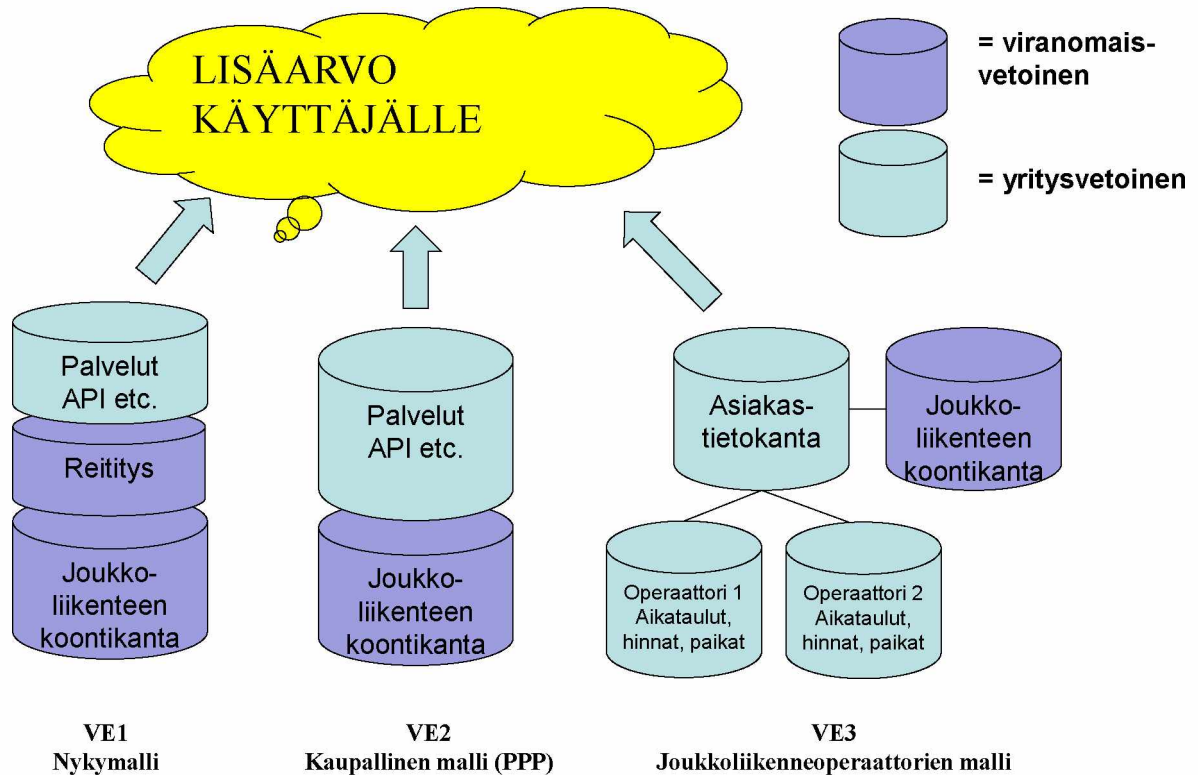 LISÄARVO
KÄYTTÄJÄLLE
= viranomais-
vetoinen
= yritysvetoinen
Palvelut
API etc.
Reititys
Joukko-
liikenteen
koontikanta
Palvelut
API etc.
Joukko-
liikenteen
koontikanta
Asiakas-
tietokanta
Joukko-
liikenteen
koontikanta
Operaattori 1
Aikataulut,
hinnat, paikat
Operaattori 2
Aikataulut,
hinnat, paikat
VE1
Nykymalli
VE2
Kaupallinen malli (PPP)
VE3
Joukkoliikenneoperaattorien malli